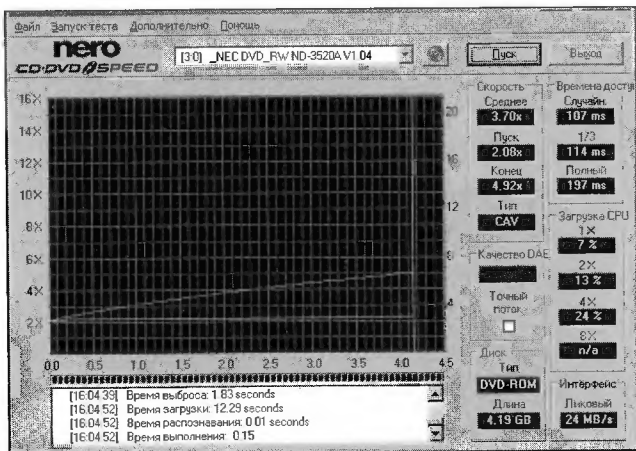 Файл Запуск теста Дополнительно Помощь
nero
CD·DVD SPEED
[3:0] _NEC DVD_RW ND-3520A V1.04
Пуск
Выход
16X
14X
12X
10X
8X
6X
4X
2X
20
16
12
8
4
0.0 0.5 1.0 1.5 2.0 2.5 3.0 3.5 4.0 4.5
Скорость
Среднее
3.70x
Пуск
2.08x
Конец
4.92x
Тип
CAV
Времена доступ
Случайн.
107 ms
1/3
114 ms
Полный
197 ms
Качество DAE
Точный
поток
Загрузка CPU
1X
7 %
2X
13 %
4X
24 %
8X
n/a
Диск
Тип
DVD-ROM
Длина
4.19 GB
Интерфейс
Пиковый
24 MB/s
[16:04:39] Время выброса: 1.83 seconds
[16:04:52] Время загрузки: 12.29 seconds
[16:04:52] Время распознавания: 0.01 seconds
[16:04:52] Время выполнения: 0:15